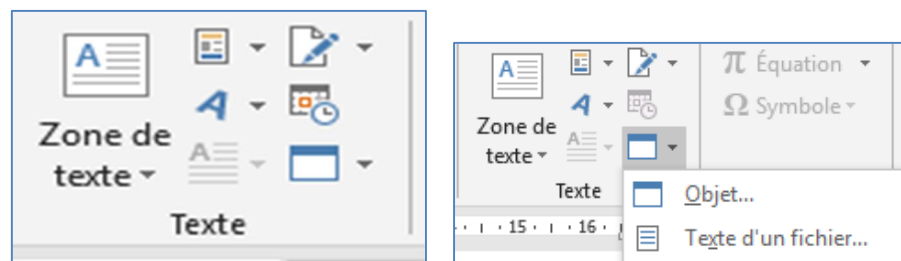 Zone de
texte
Texte
Zone de
texte
Texte
π Équation
Ω Symbole
15 16
Objet...
Texte d'un fichier...